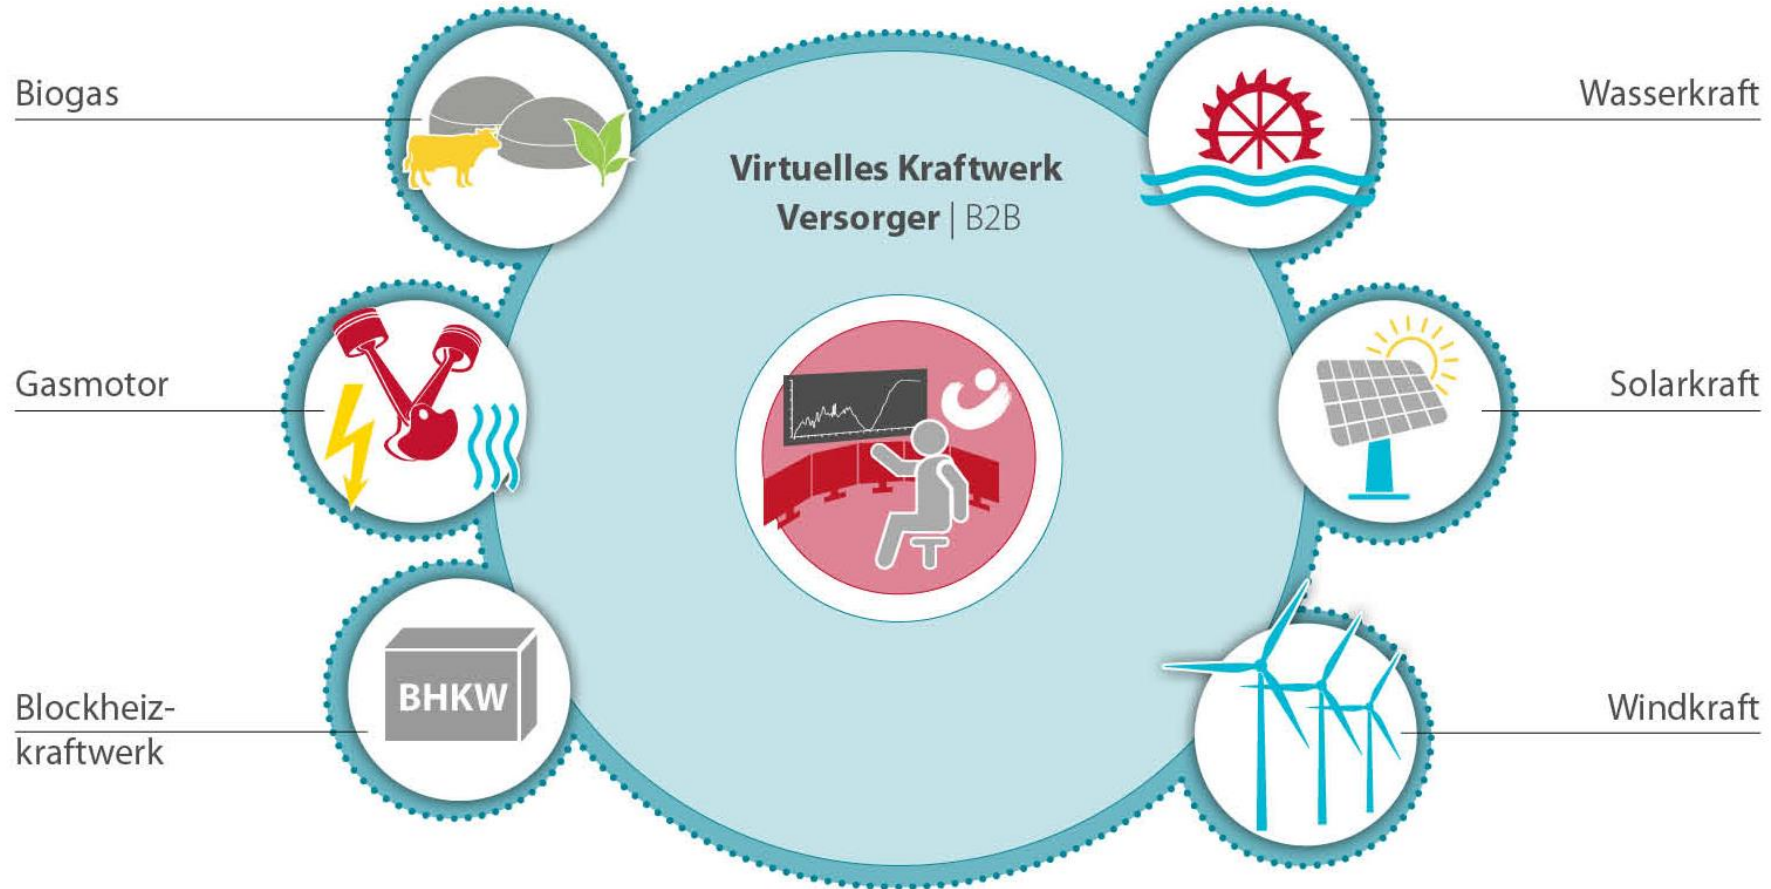 Biogas
Wasserkraft
Virtuelles Kraftwerk
Versorger | B2B
Gasmotor
Solarkraft
Blockheiz-
kraftwerk
BHKW
Windkraft